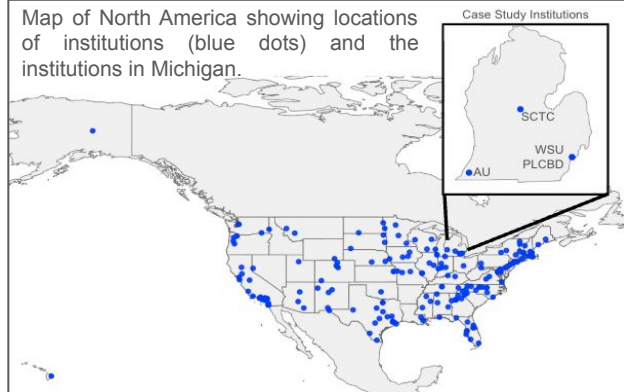 Map of North America showing locations
of institutions (blue dots) and the
institutions in Michigan.
Case Study Institutions
SCTC
WSU
PLCBD
AU